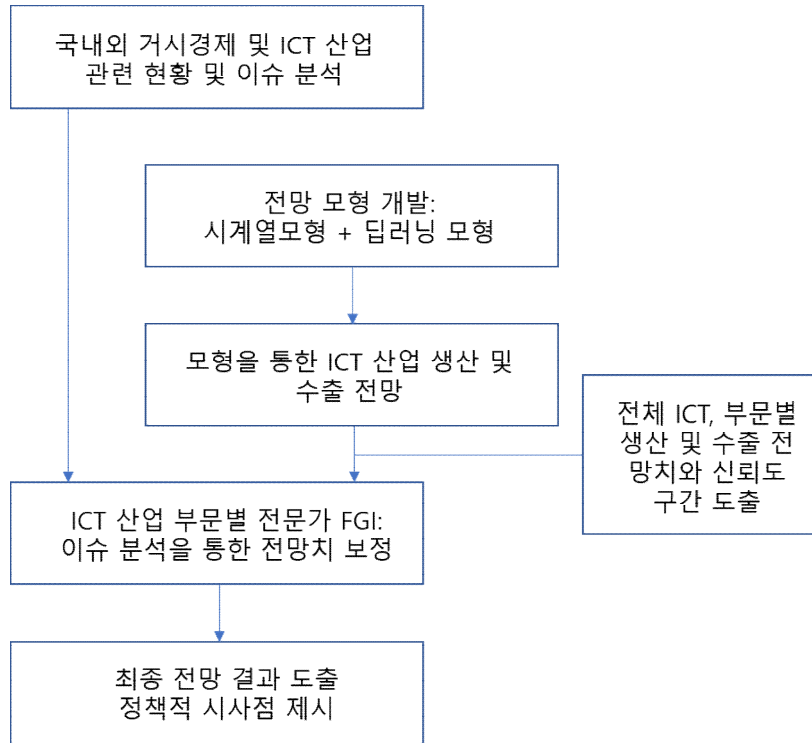 국내외 거시경제 및 ICT 산업
관련 현황 및 이슈 분석
전망 모형 개발:
시계열모형 + 딥러닝 모형
모형을 통한 ICT 산업 생산 및
수출 전망
전체 ICT, 부문별
생산 및 수출 전
망치와 신뢰도
구간 도출
ICT 산업 부문별 전문가 FGI:
이슈 분석을 통한 전망치 보정
최종 전망 결과 도출
정책적 시사점 제시